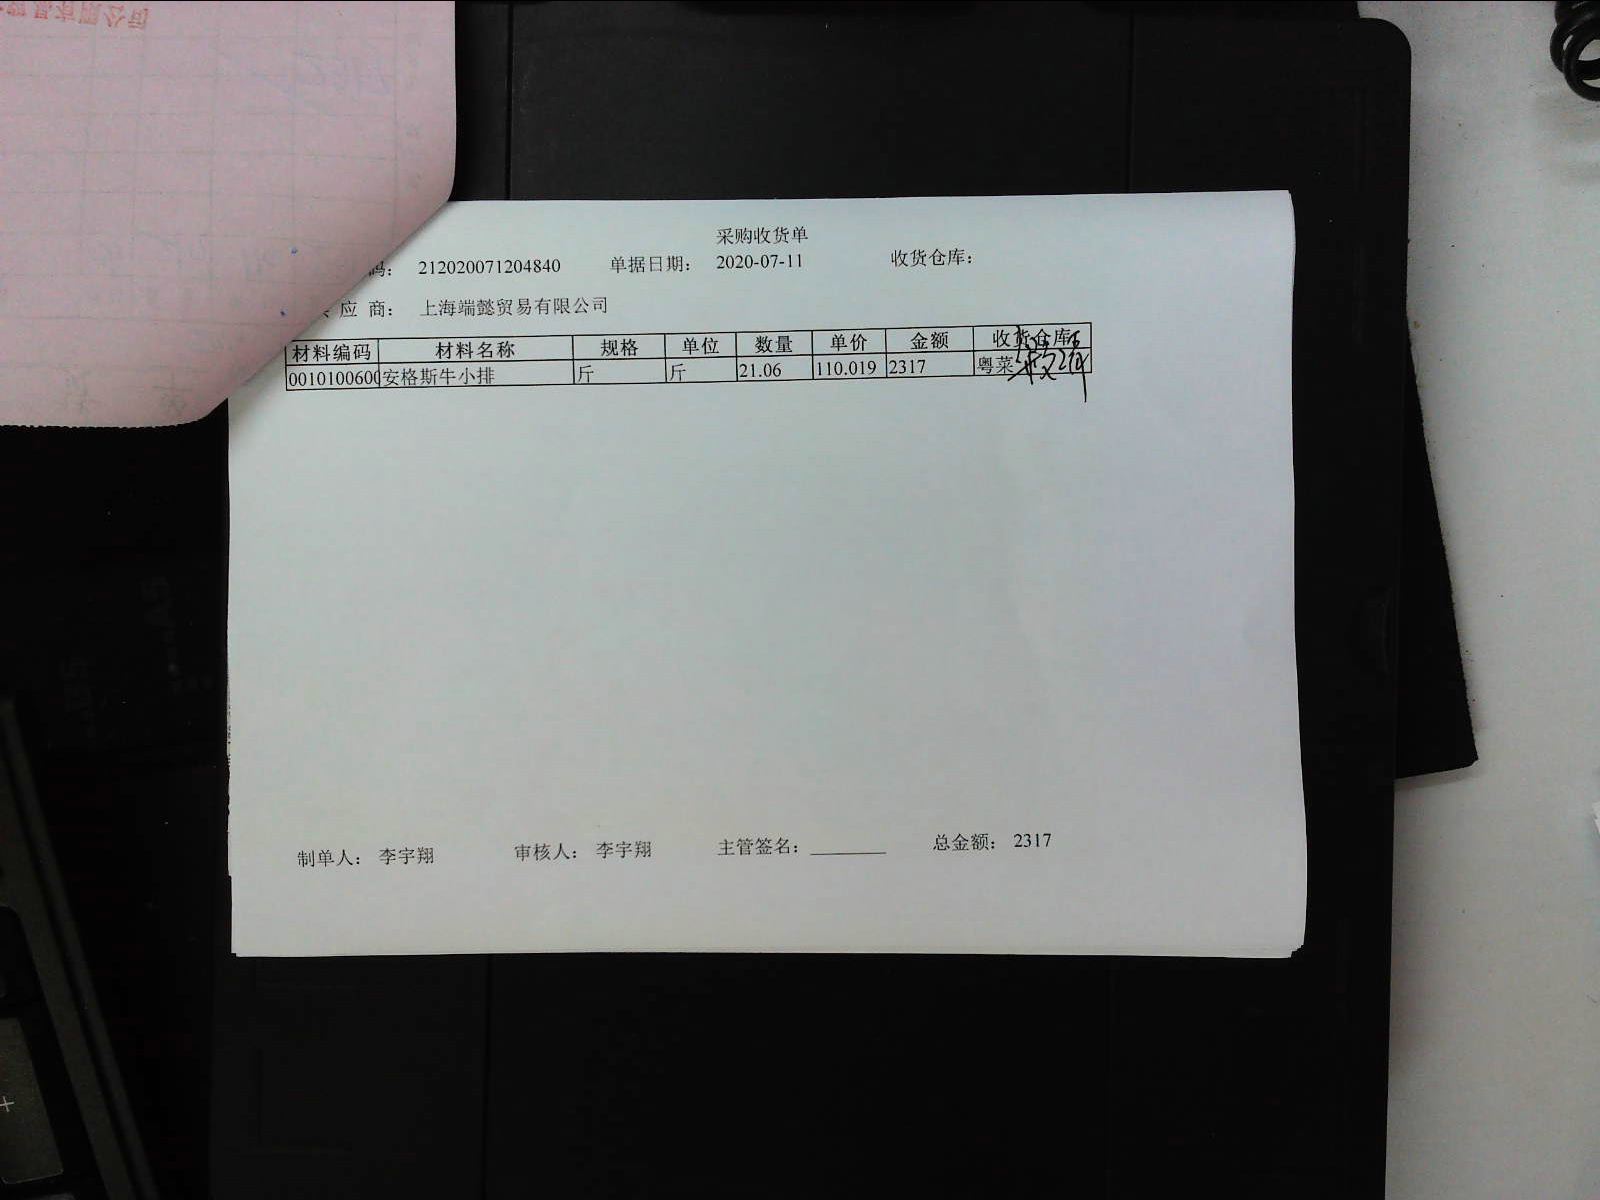 采购收货单
码： 212020071204840 单据日期： 2020-07-11 收货仓库：
应 商： 上海端懿贸易有限公司
材料编码 材料名称 规格 单位 数量 单价 金额 收货仓库
0010100600 安格斯牛小排 斤 斤 21.06 110.019 2317 粤菜
制单人： 李宇翔 审核人： 李宇翔 主管签名： 总金额： 2317